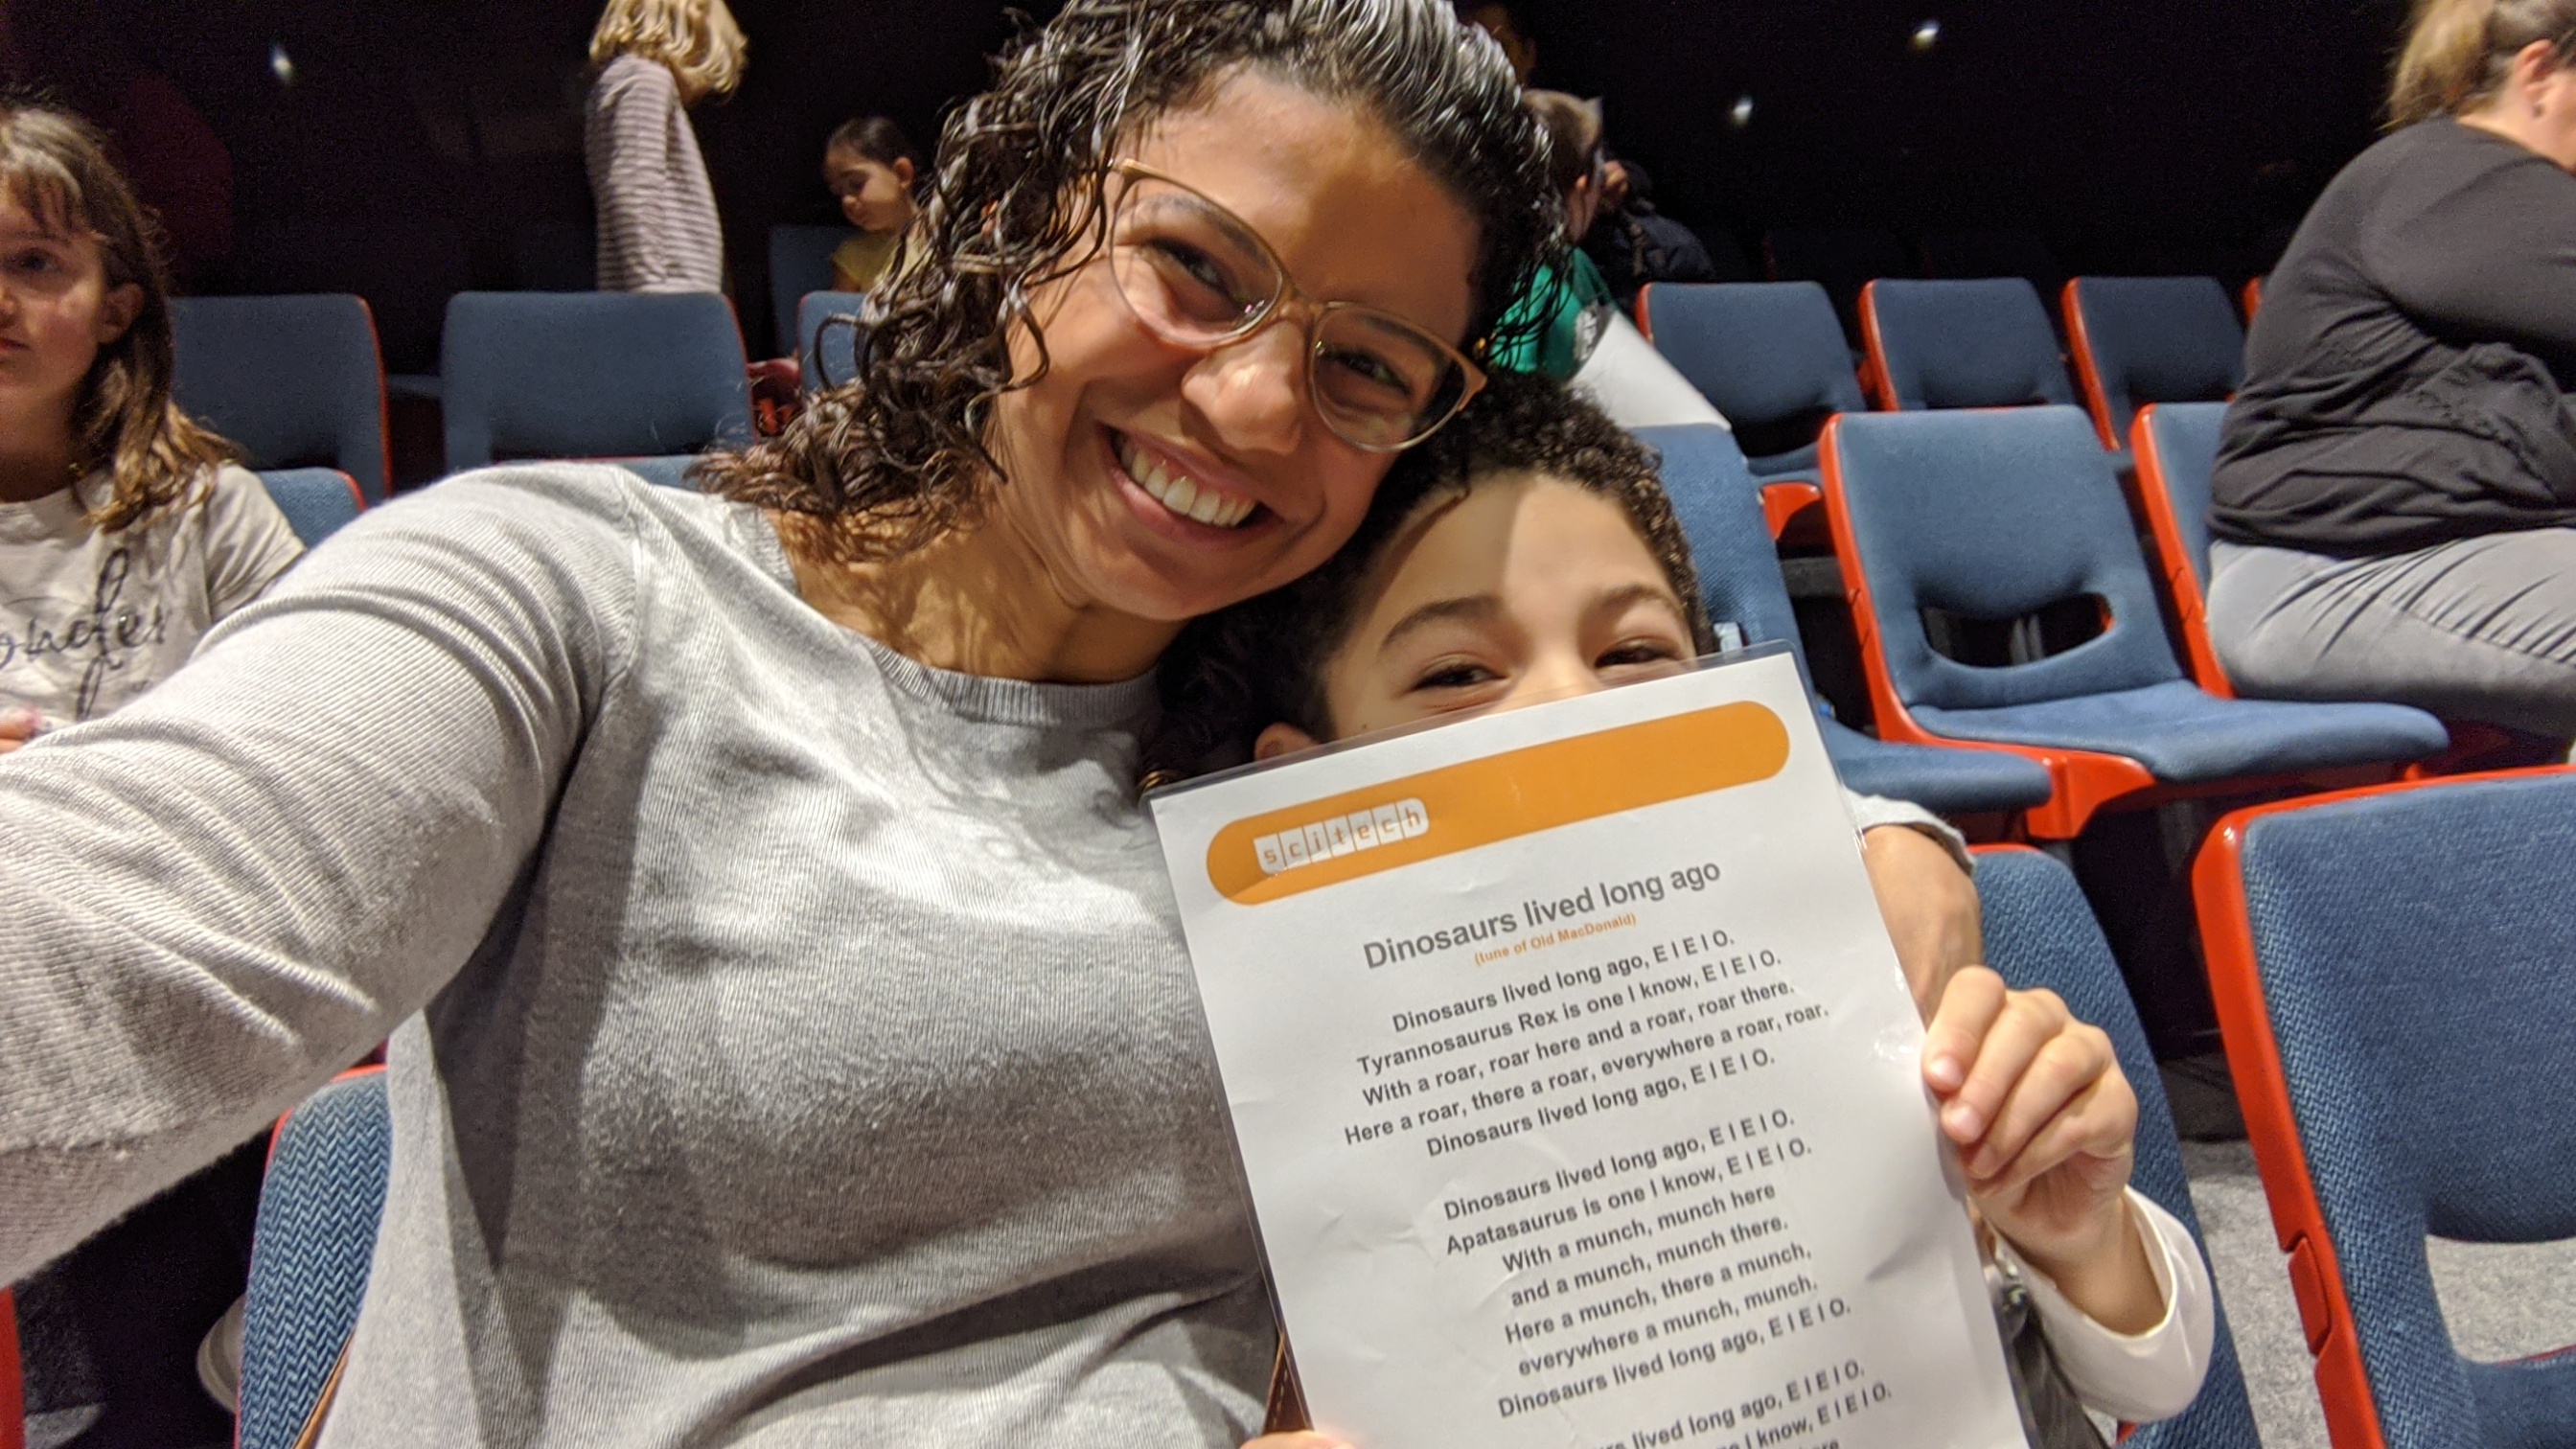 scitech
Dinosaurs lived long ago
(tune of Old MacDonald)
Dinosaurs lived long ago, E I E I O.
Tyrannosaurus Rex is one I know, E I E I O.
With a roar, roar here and a roar, roar there.
Here a roar, there a roar, everywhere a roar, roar.
Dinosaurs lived long ago, E I E I O.
Dinosaurs lived long ago, E I E I O.
Apatasaurus is one I know, E I E I O.
With a munch, munch here
and a munch, munch there.
Here a munch, there a munch,
everywhere a munch, munch.
Dinosaurs lived long ago, E I E I O.
lived long ago, E I E I O.
I know, E I E I O.